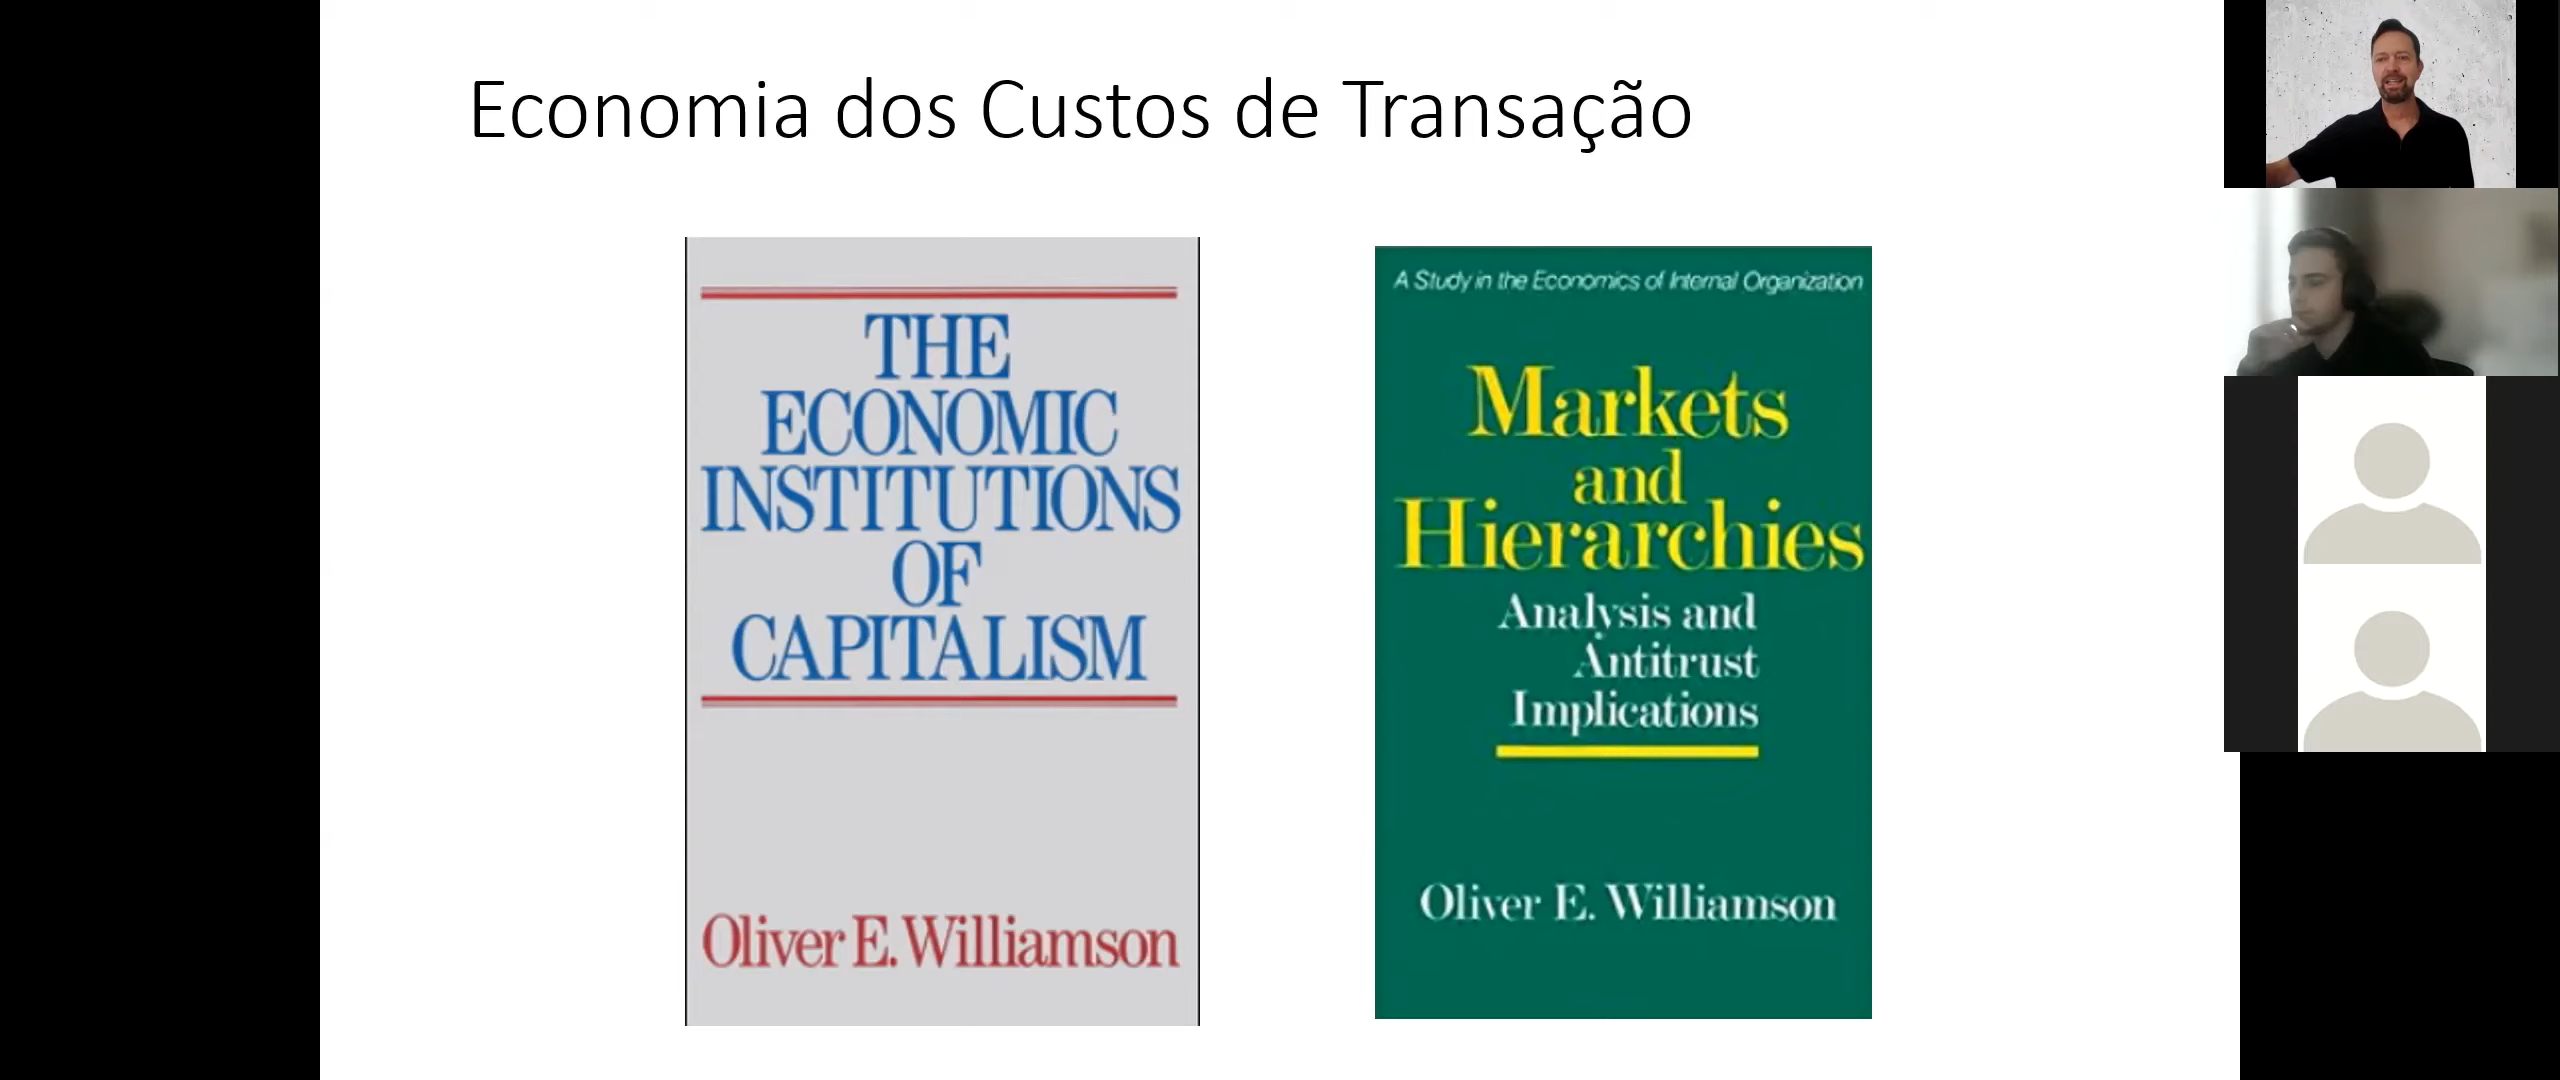 Economia dos Custos de Transação
THE
ECONOMIC
INSTITUTIONS
OF
CAPITALISM
Oliver E. Williamson
A Study in the Economics of Internal Organization
Markets
and
Hierarchies
Analysis and
Antitrust
Implications
Oliver E. Williamson